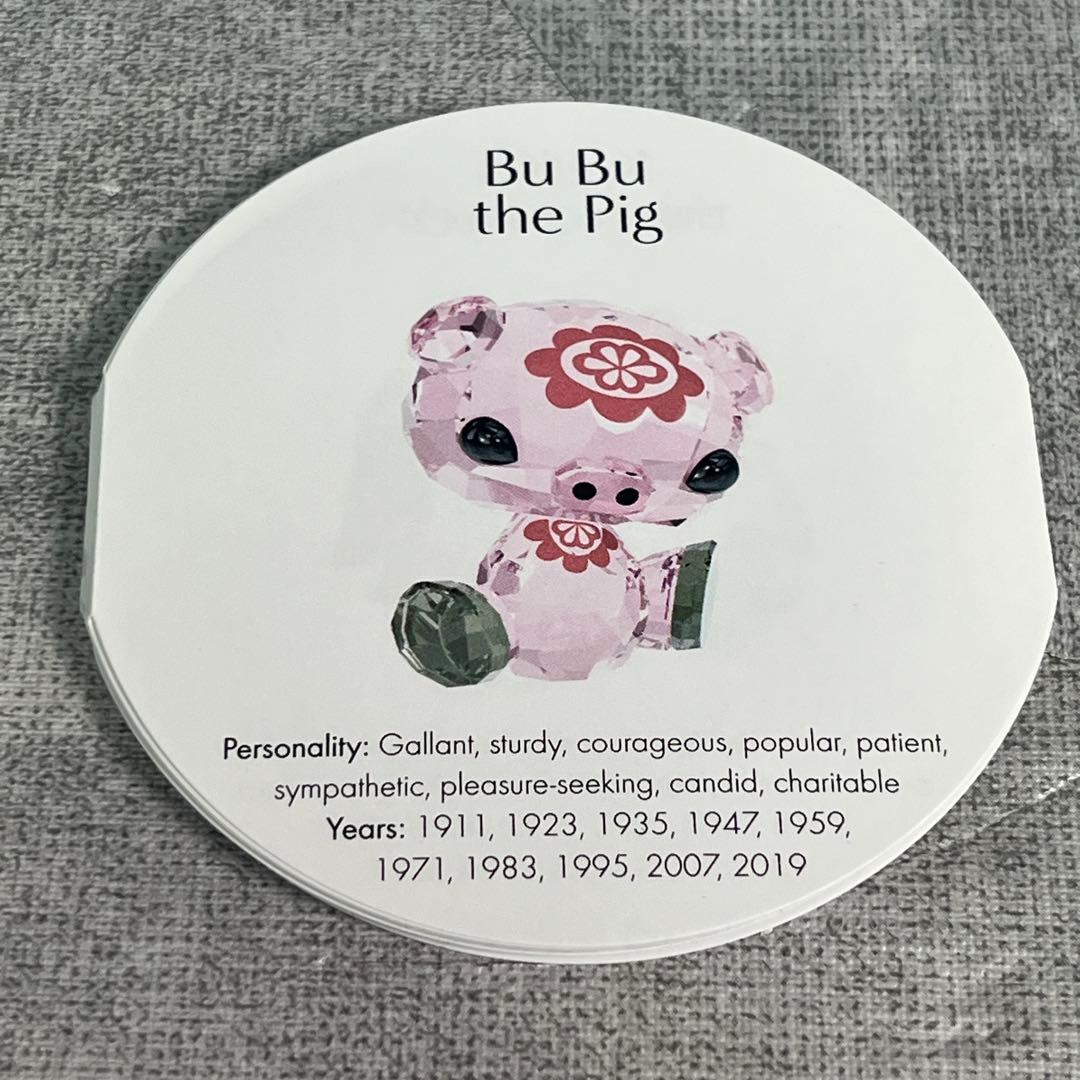 Bu Bu
the Pig
Personality: Gallant, sturdy, courageous, popular, patient,
sympathetic, pleasure-seeking, candid, charitable
Years: 1911, 1923, 1935, 1947, 1959,
1971, 1983, 1995, 2007, 2019